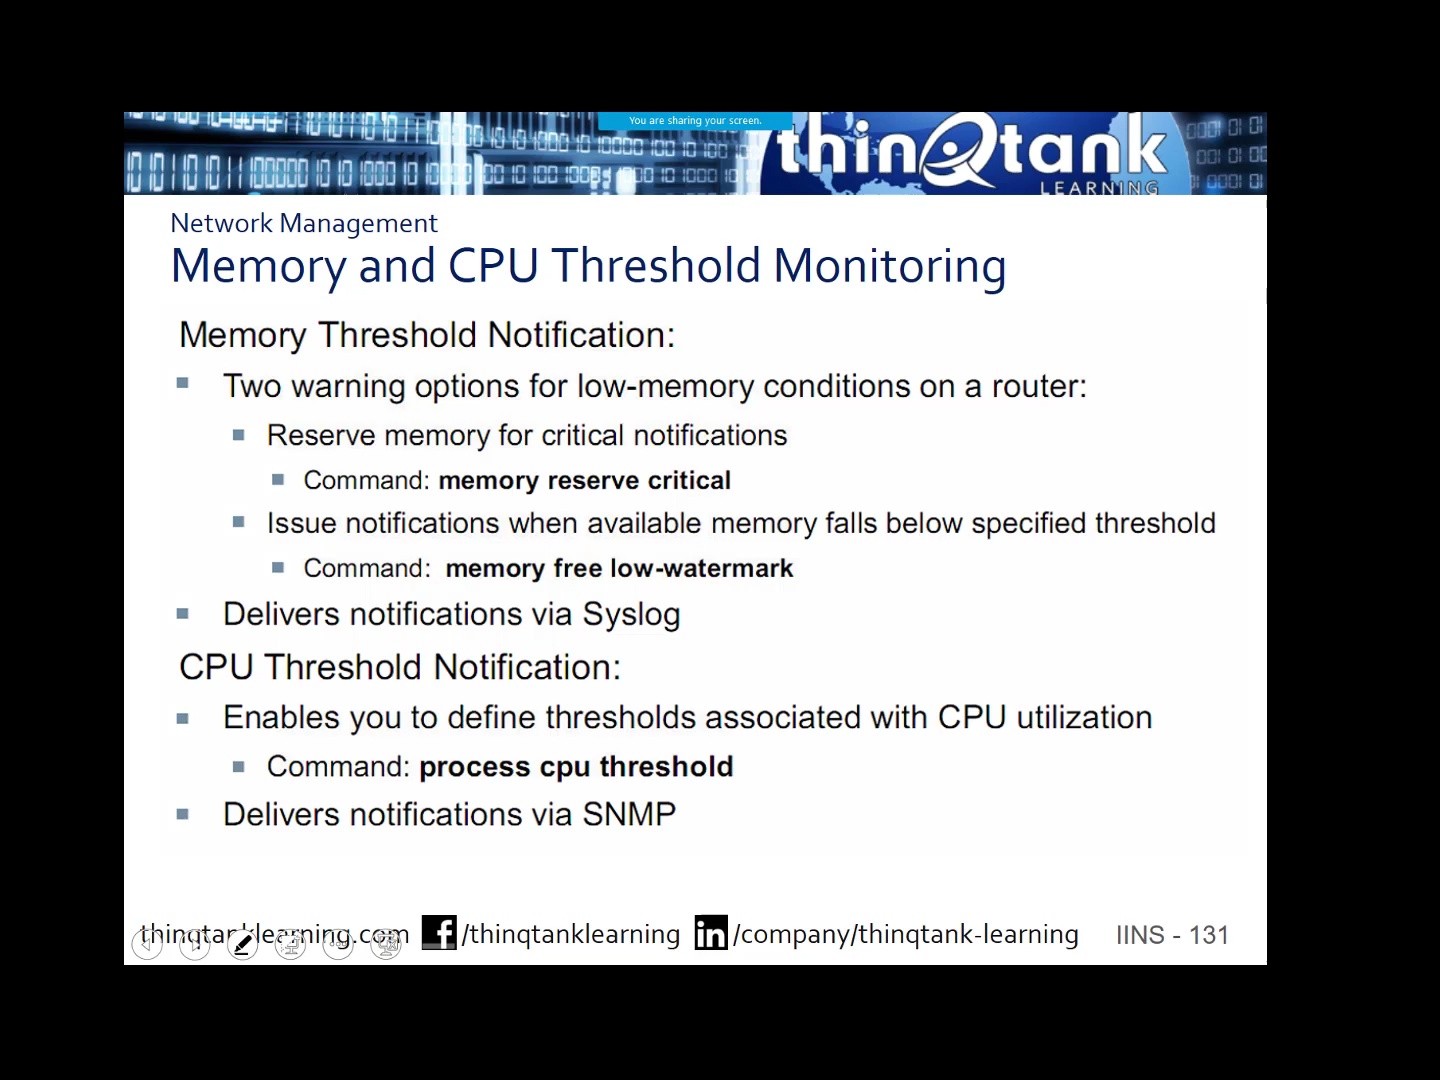 You are sharing your screen.
thinQtank
LEARNING
Network Management
Memory and CPU Threshold Monitoring
Memory Threshold Notification:
Two warning options for low-memory conditions on a router:
Reserve memory for critical notifications
Command: memory reserve critical
Issue notifications when available memory falls below specified threshold
Command: memory free low-watermark
Delivers notifications via Syslog
CPU Threshold Notification:
Enables you to define thresholds associated with CPU utilization
Command: process cpu threshold
Delivers notifications via SNMP
thinqtanklearning.com f /thinqtanklearning in /company/thinqtank-learning IINS - 131